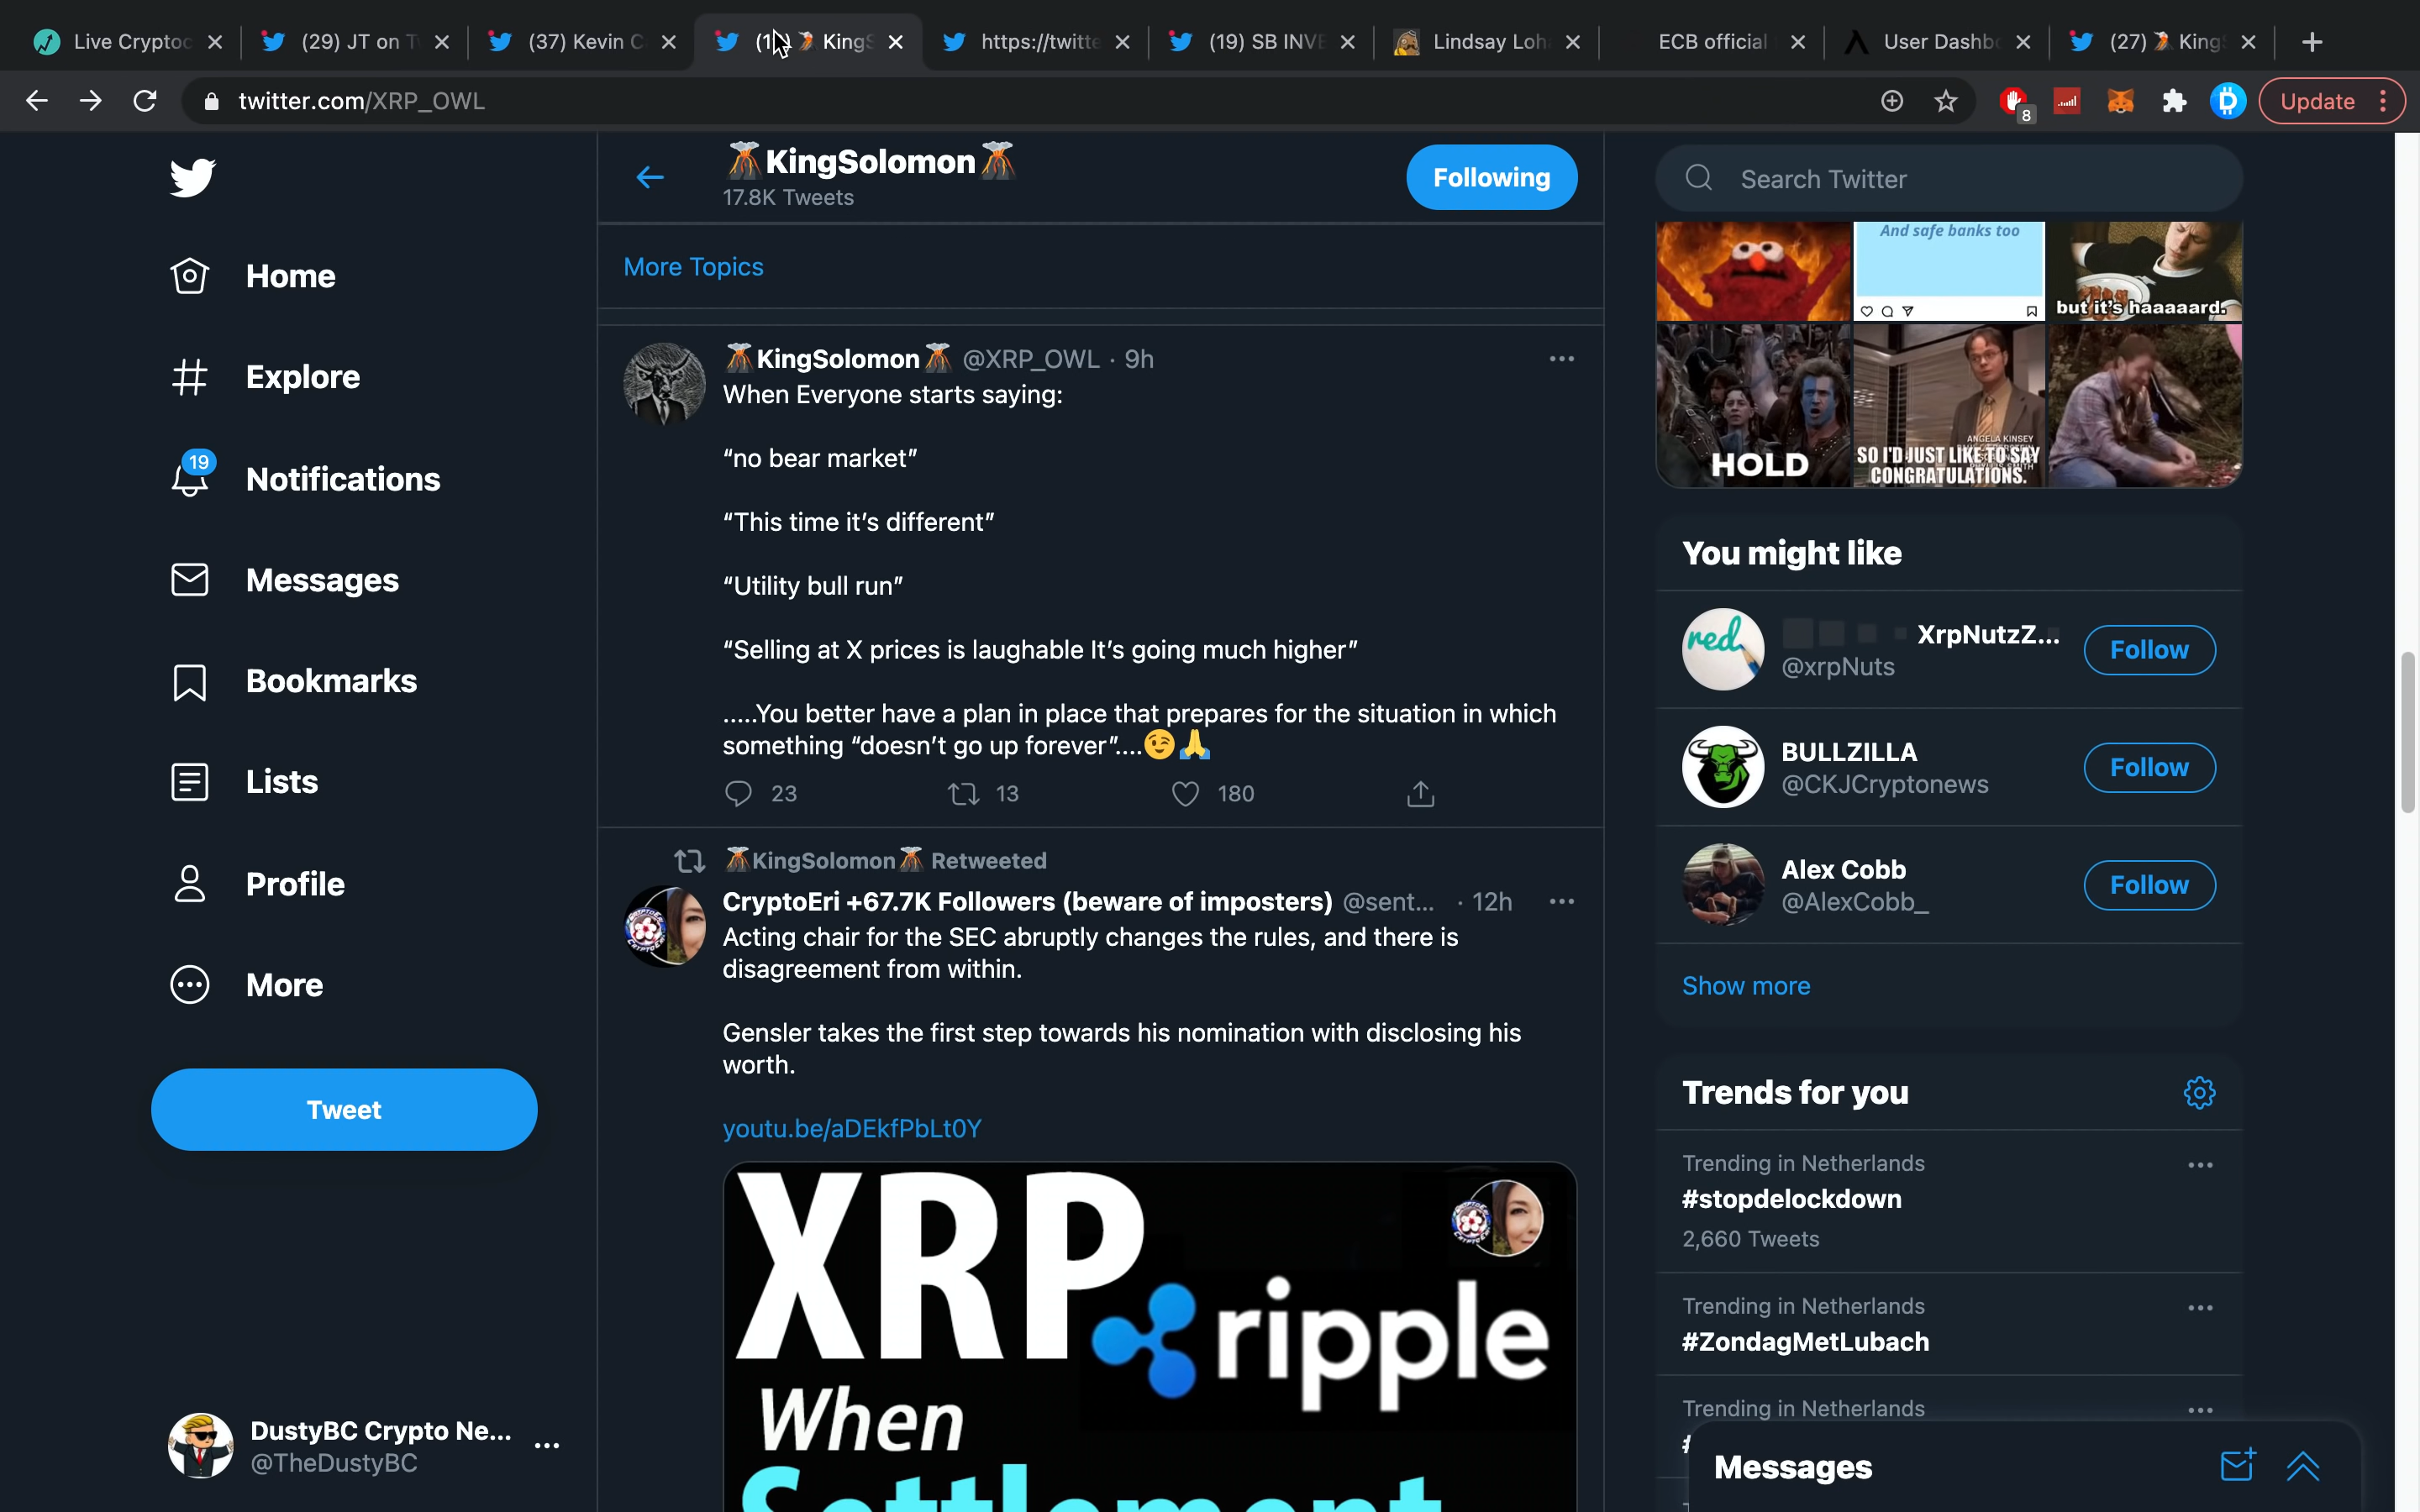 Live Cryptoc
(29) JT on T
(37) Kevin C
KingS
https://twitte
(19) SB INVE
Lindsay Loh
ECB official
User Dashbo
(27) King
twitter.com/XRP_OWL
8
Update
KingSolomon
17.8K Tweets
Following
Search Twitter
Home
Explore
19
Notifications
Messages
Bookmarks
Lists
Profile
More
Tweet
DustyBC Crypto Ne...
@TheDustyBC
More Topics
KingSolomon @XRP_OWL · 9h
When Everyone starts saying:
“no bear market”
“This time it’s different”
“Utility bull run”
“Selling at X prices is laughable It’s going much higher”
.....You better have a plan in place that prepares for the situation in which
something “doesn’t go up forever”....😉🙏
23 13 180
KingSolomon Retweeted
CryptoEri +67.7K Followers (beware of imposters) @sent... · 12h
Acting chair for the SEC abruptly changes the rules, and there is
disagreement from within.
Gensler takes the first step towards his nomination with disclosing his
worth.
youtu.be/aDEkfPbLt0Y
XRP
ripple
When
Settlement
And safe banks too
but it's haaaaard.
HOLD
ANGELA KINSEY
SO I'D JUST LIKE TO SAY
CONGRATULATIONS.
You might like
red
XrpNutzZ...
@xrpNuts
Follow
BULLZILLA
@CKJCryptonews
Follow
Alex Cobb
@AlexCobb_
Follow
Show more
Trends for you
Trending in Netherlands
#stopdelockdown
2,660 Tweets
Trending in Netherlands
#ZondagMetLubach
Trending in Netherlands
#
Messages